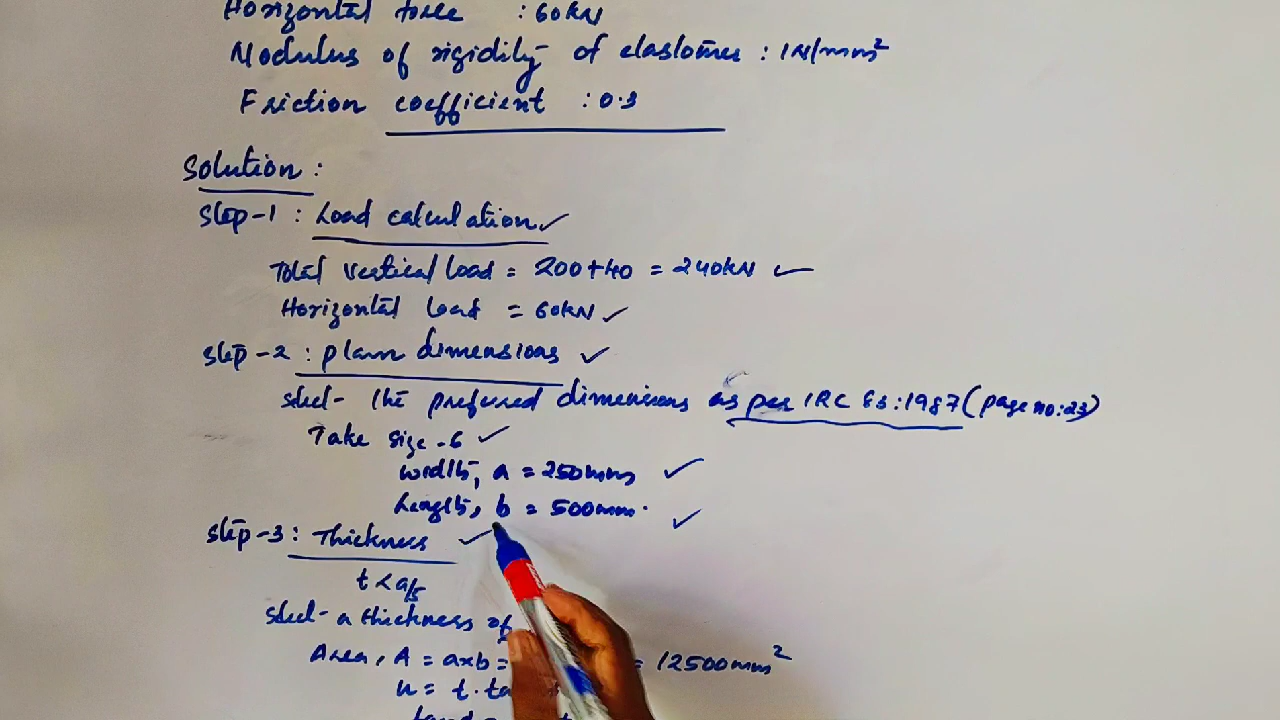 Horizontal force : 60kN
Modulus of rigidity of elastomer : 1N/mm²
Friction coefficient : 0.3
Solution :
Step-1 : Load calculation
Total vertical load = 200+40 = 240kN
Horizontal load = 60kN
Step-2 : plan dimensions
Select the preferred dimensions as per IRC 83:1987 (page no:23)
Take size-6
Width, a = 250mm
Length, b = 500mm.
Step-3 : Thickness
t < a/5
Select a thickness of
Area, A = a×b = = 12500mm²
u = t.ta
tand =